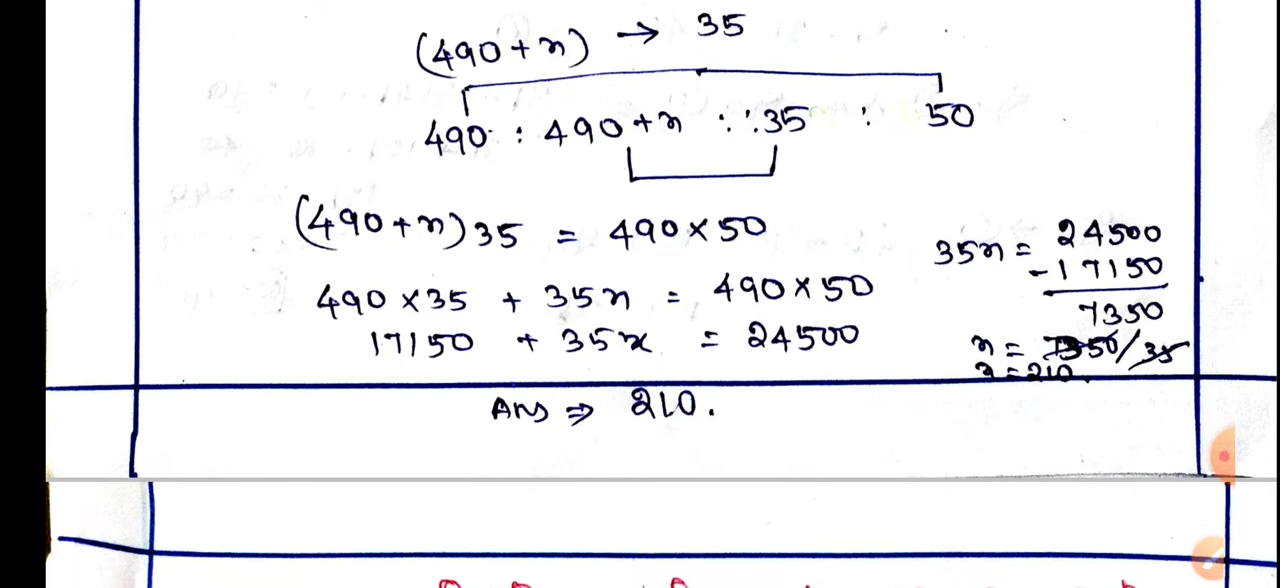 (490+x) → 35
490 : 490+x :: 35 : 50
(490+x)35 = 490×50
490×35 + 35x = 490×50
17150 + 35x = 24500
35x = 24500
-17150
7350
x = 7350/35
x = 210
Ans ⇒ 210.